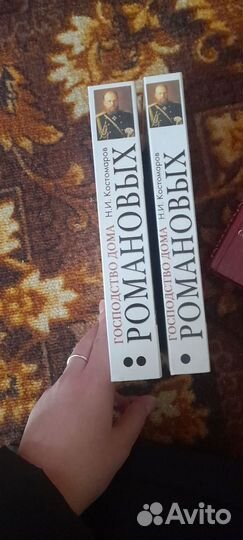 Н.И. Костомаров
ГОСПОДСТВО ДОМА
РОМАНОВЫХ
Н.И. Костомаров
ГОСПОДСТВО ДОМА
РОМАНОВЫХ
Avito